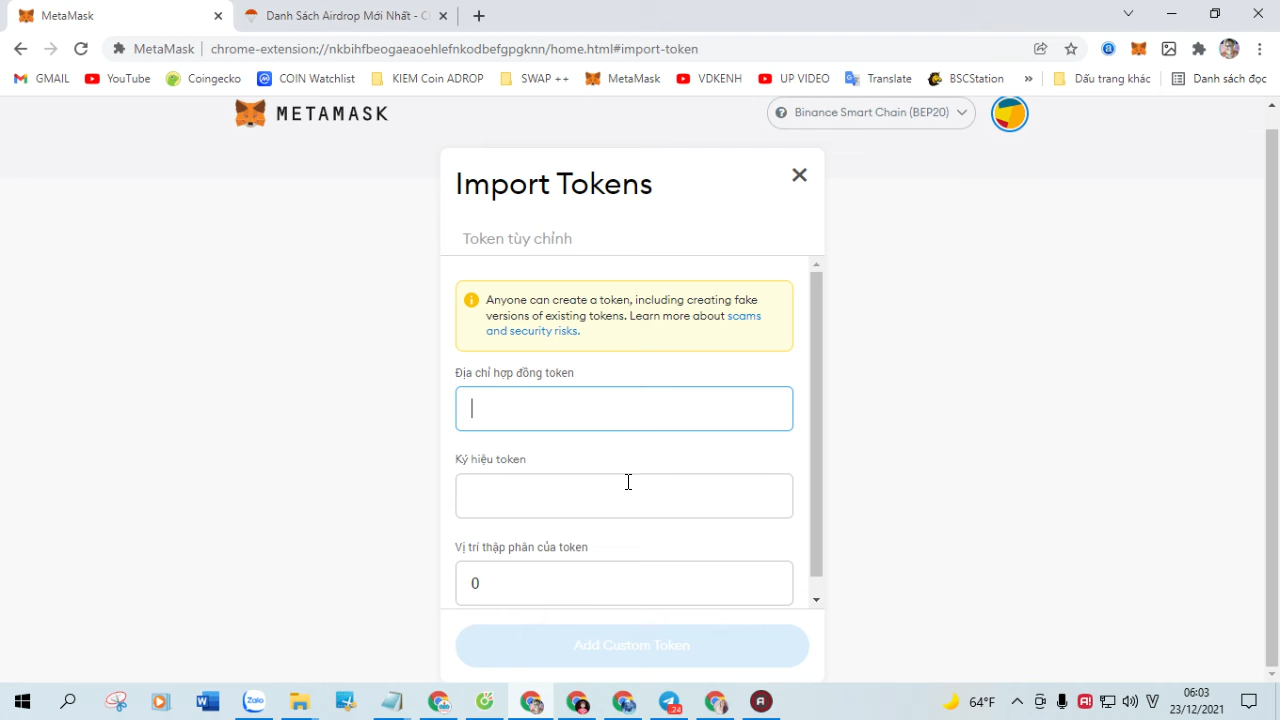 MetaMask
Danh Sách Airdrop Mới Nhất - C
MetaMask
chrome-extension://nkbihfbeogaeaoehlefnkodbefgpgknn/home.html#import-token
GMAIL
YouTube
Coingecko
COIN Watchlist
KIEM Coin ADROP
SWAP ++
MetaMask
VDKENH
UP VIDEO
Translate
BSCStation
»
Dấu trang khác
Danh sách đọc
METAMASK
Binance Smart Chain (BEP20)
Import Tokens
Token tùy chỉnh
Anyone can create a token, including creating fake
versions of existing tokens. Learn more about scams
and security risks.
Địa chỉ hợp đồng token
Ký hiệu token
Vị trí thập phân của token
0
Add Custom Token
Zalo
24
64°F
06:03
23/12/2021